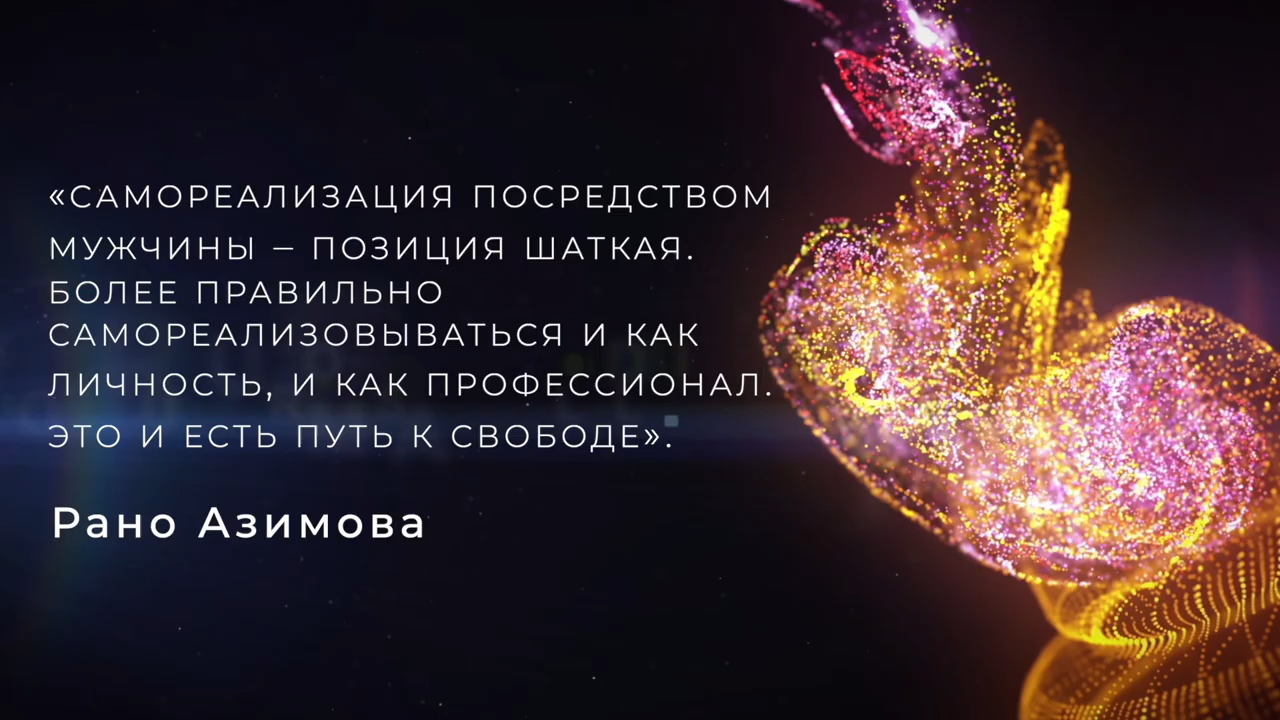 «САМОРЕАЛИЗАЦИЯ ПОСРЕДСТВОМ
МУЖЧИНЫ – ПОЗИЦИЯ ШАТКАЯ.
БОЛЕЕ ПРАВИЛЬНО
САМОРЕАЛИЗОВЫВАТЬСЯ И КАК
ЛИЧНОСТЬ, И КАК ПРОФЕССИОНАЛ.
ЭТО И ЕСТЬ ПУТЬ К СВОБОДЕ».
Рано Азимова